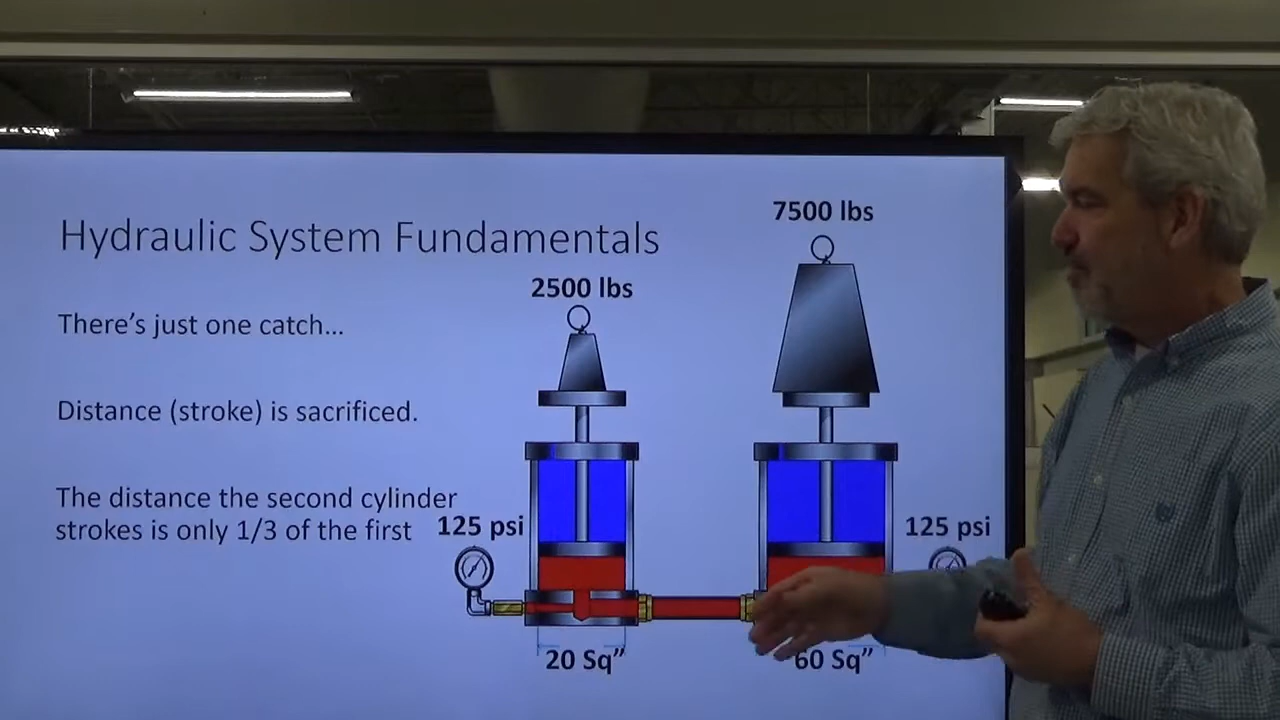 Hydraulic System Fundamentals
There’s just one catch...
Distance (stroke) is sacrificed.
The distance the second cylinder
strokes is only 1/3 of the first
2500 lbs
7500 lbs
125 psi
125 psi
20 Sq”
60 Sq”